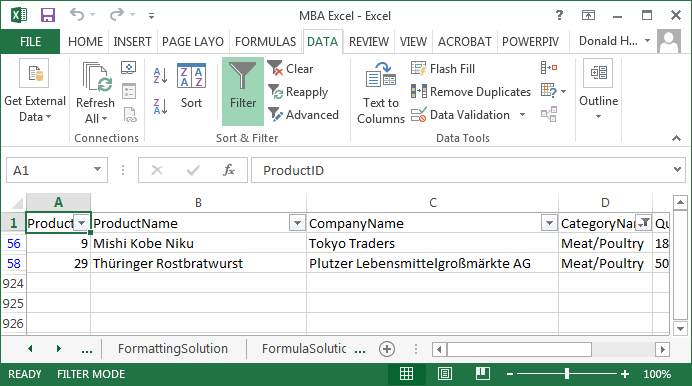 MBA Excel - Excel
FILE HOME INSERT PAGE LAYO FORMULAS DATA REVIEW VIEW ACROBAT POWERPIV Donald H...
Get External Data
Refresh All
Connections
Sort
Filter
Clear
Reapply
Advanced
Sort & Filter
Text to Columns
Flash Fill
Remove Duplicates
Data Validation
Data Tools
Outline
A1 fx ProductID
A B C D
1 Product ProductName CompanyName CategoryNa Qu
56 9 Mishi Kobe Niku Tokyo Traders Meat/Poultry 18
58 29 Thüringer Rostbratwurst Plutzer Lebensmittelgroßmärkte AG Meat/Poultry 50
924
925
926
... FormattingSolution FormulaSolutic ...
READY FILTER MODE 100%